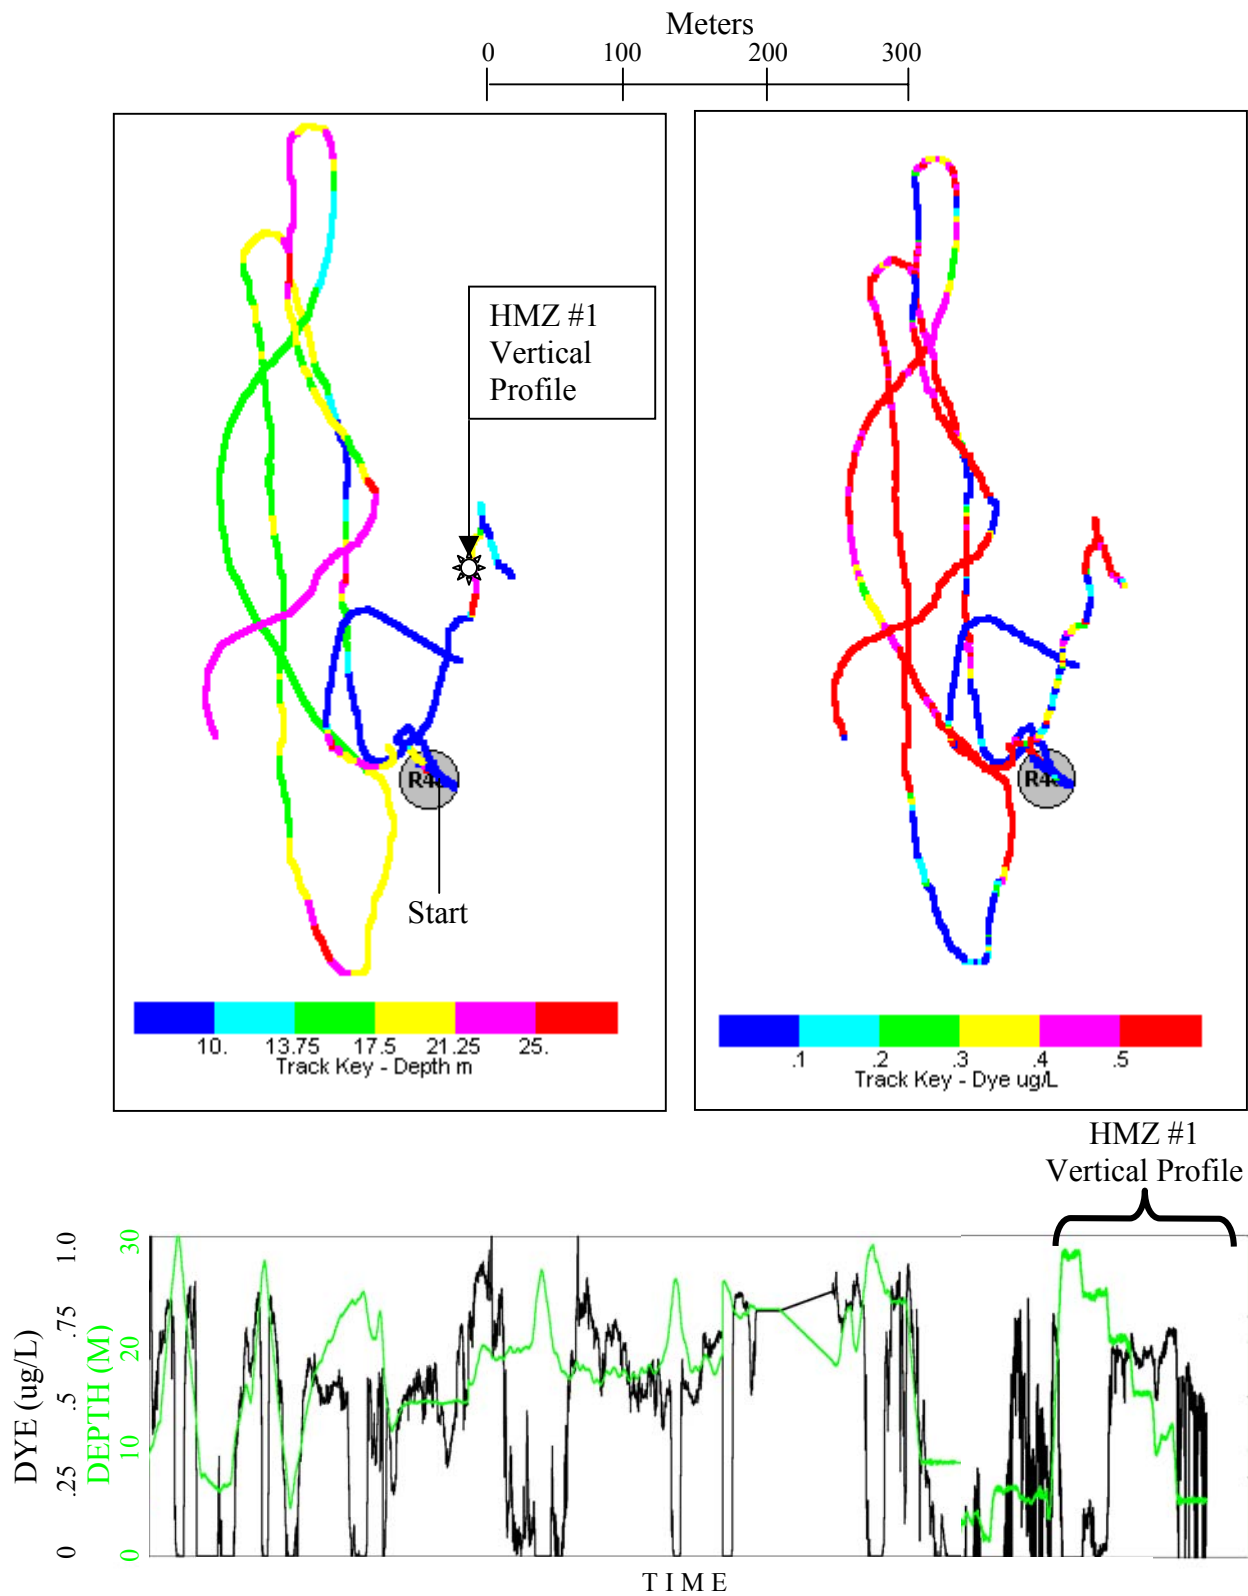 Meters
0 100 200 300
HMZ #1
Vertical
Profile
Start
10. 13.75 17.5 21.25 25.
Track Key - Depth m
.1 .2 .3 .4 .5
Track Key - Dye ug/L
HMZ #1
Vertical Profile
DYE (ug/L)
0 .25 .5 .75 1.0
DEPTH (M)
0 10 20 30
T I M E